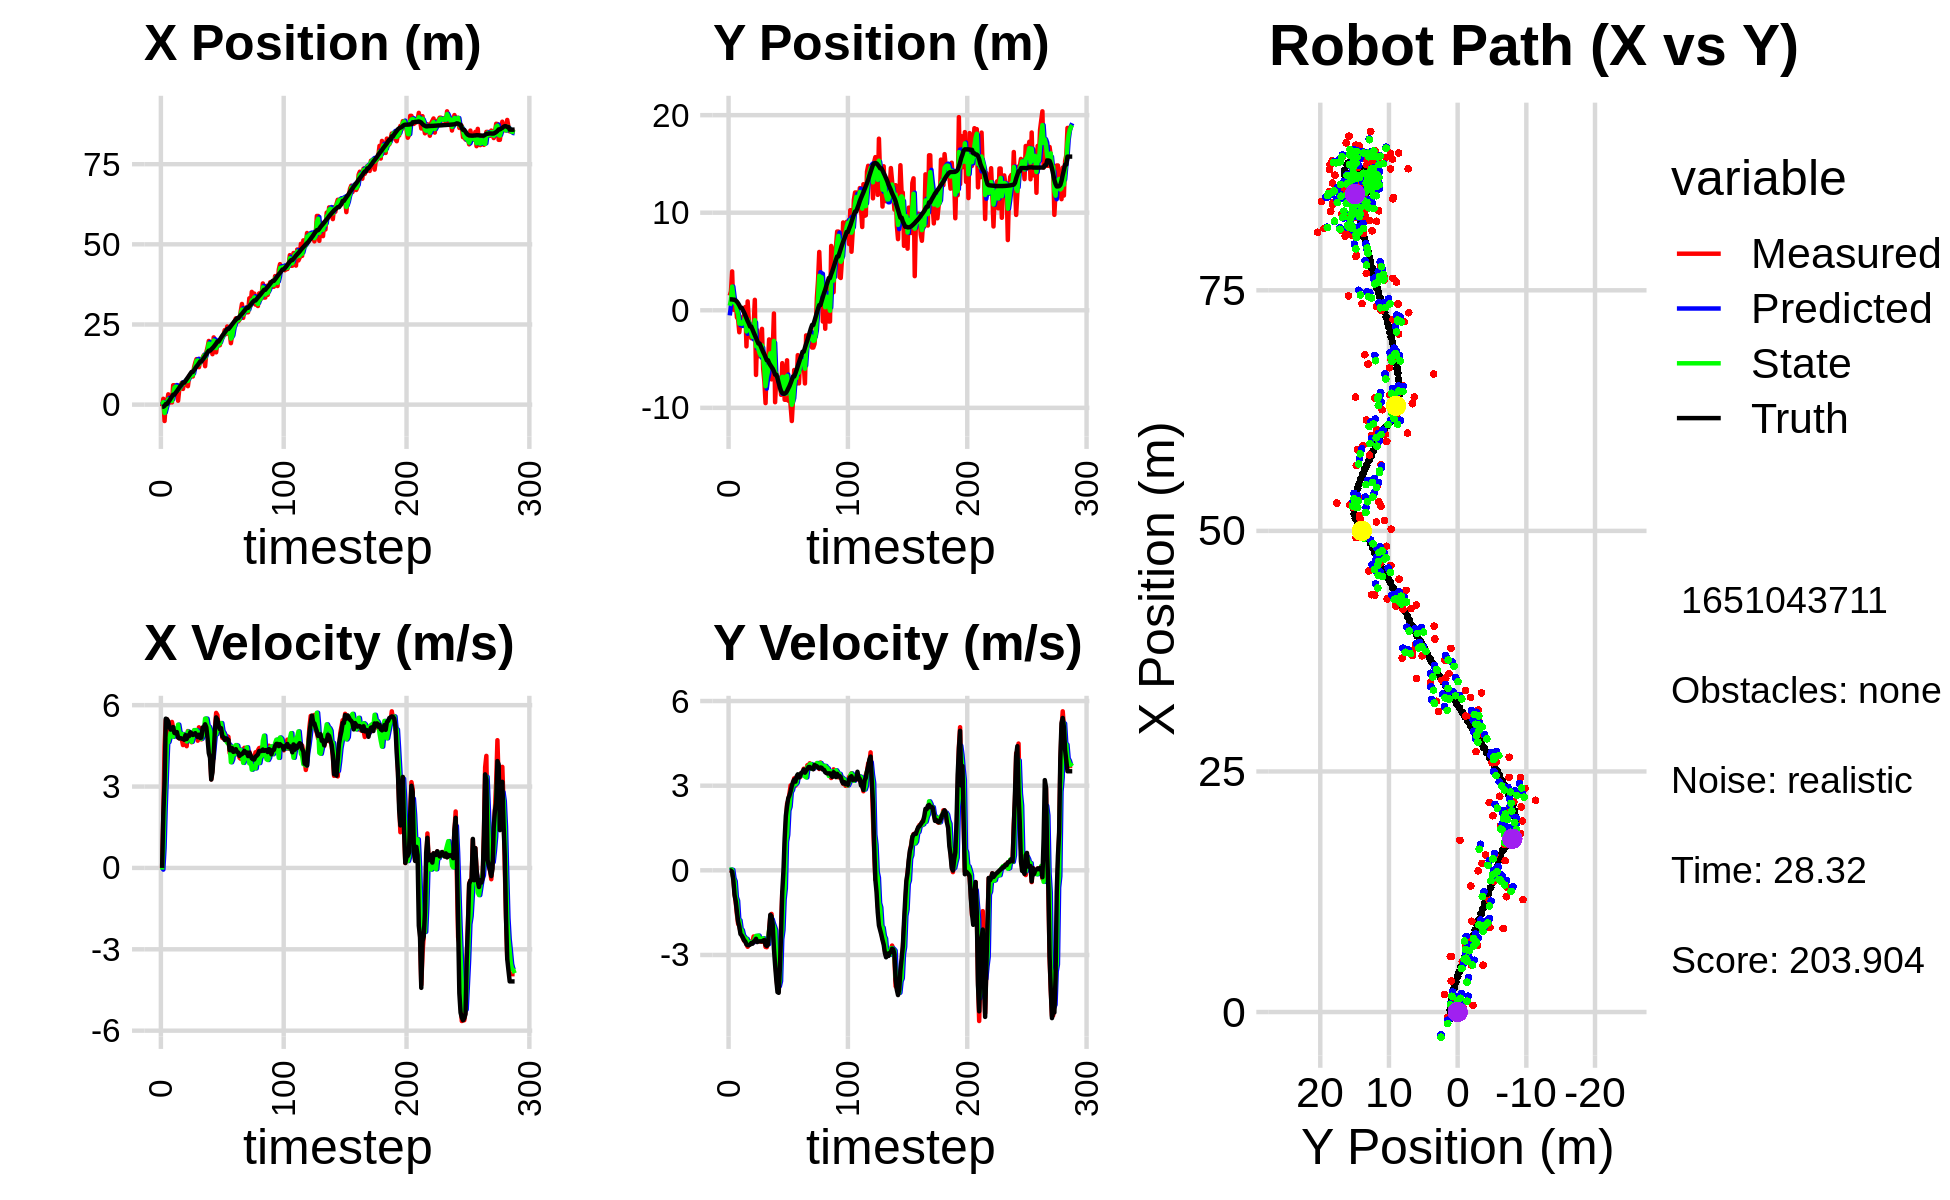 X Position (m)
75
50
25
0
0
100
200
300
timestep
Y Position (m)
20
10
0
-10
0
100
200
300
timestep
X Velocity (m/s)
6
3
0
-3
-6
0
100
200
300
timestep
Y Velocity (m/s)
6
3
0
-3
0
100
200
300
timestep
Robot Path (X vs Y)
X Position (m)
75
50
25
0
20 10 0 -10 -20
Y Position (m)
variable
Measured
Predicted
State
Truth
1651043711
Obstacles: none
Noise: realistic
Time: 28.32
Score: 203.904